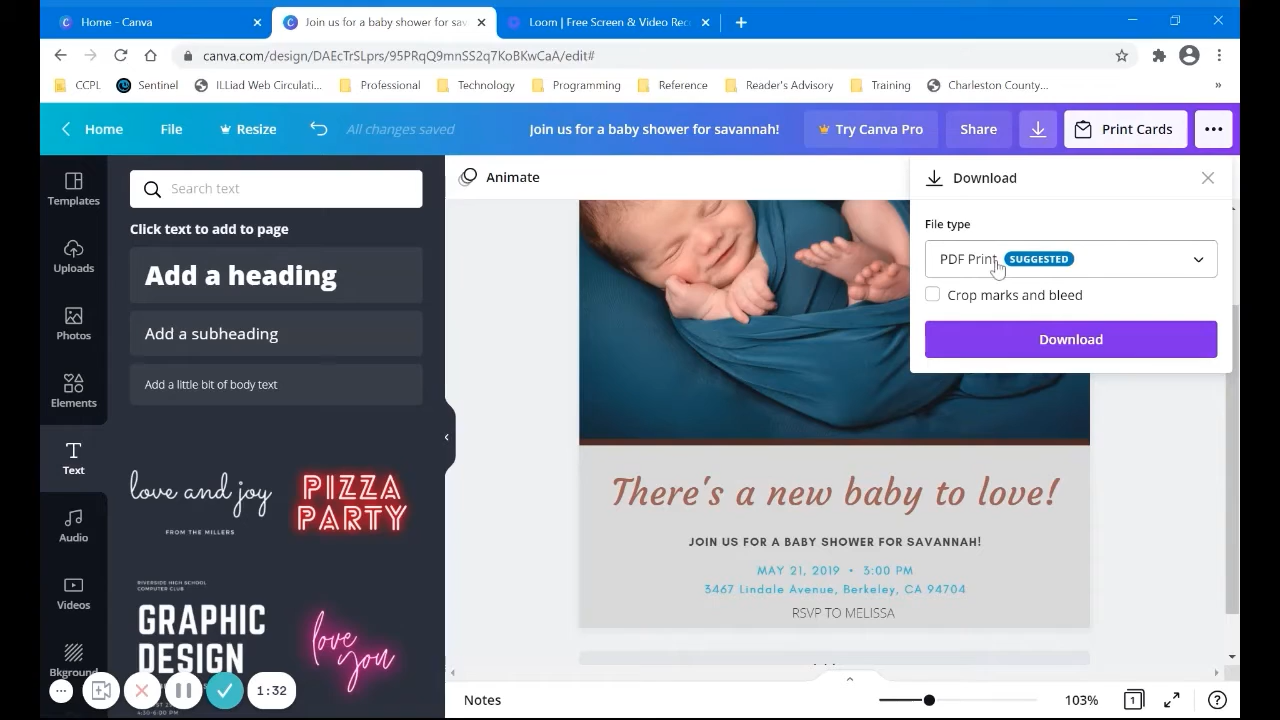 Home - Canva
Join us for a baby shower for sav
Loom | Free Screen & Video Rec
canva.com/design/DAEcTrSLprs/95PRqQ9mnSS2q7KoBKwCaA/edit#
CCPL
Sentinel
ILLiad Web Circulati...
Professional
Technology
Programming
Reference
Reader's Advisory
Training
Charleston County...
»
Home
File
Resize
All changes saved
Join us for a baby shower for savannah!
Try Canva Pro
Share
Print Cards
Templates
Uploads
Photos
Elements
Text
Audio
Videos
Bkground
Search text
Click text to add to page
Add a heading
Add a subheading
Add a little bit of body text
love and joy
FROM THE MILLERS
PIZZA
PARTY
RIVERSIDE HIGH SCHOOL
COMPUTER CLUB
GRAPHIC
DESIGN
love
you
1:32
Animate
Download
File type
PDF Print SUGGESTED
Crop marks and bleed
Download
There's a new baby to love!
JOIN US FOR A BABY SHOWER FOR SAVANNAH!
MAY 21, 2019 • 3:00 PM
3467 Lindale Avenue, Berkeley, CA 94704
RSVP TO MELISSA
Notes
103%
1
?